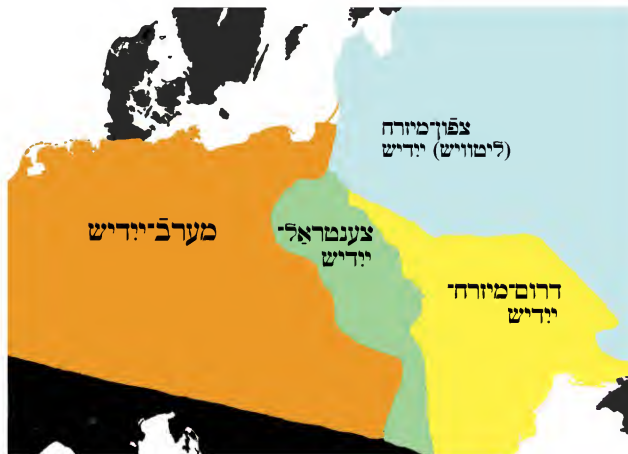 צפֿון־מיזרח
(ליטוויש) ייִדיש
צענטראַל־
ייִדיש
מערבֿ־ייִדיש
דרום־מיזרח־
ייִדיש